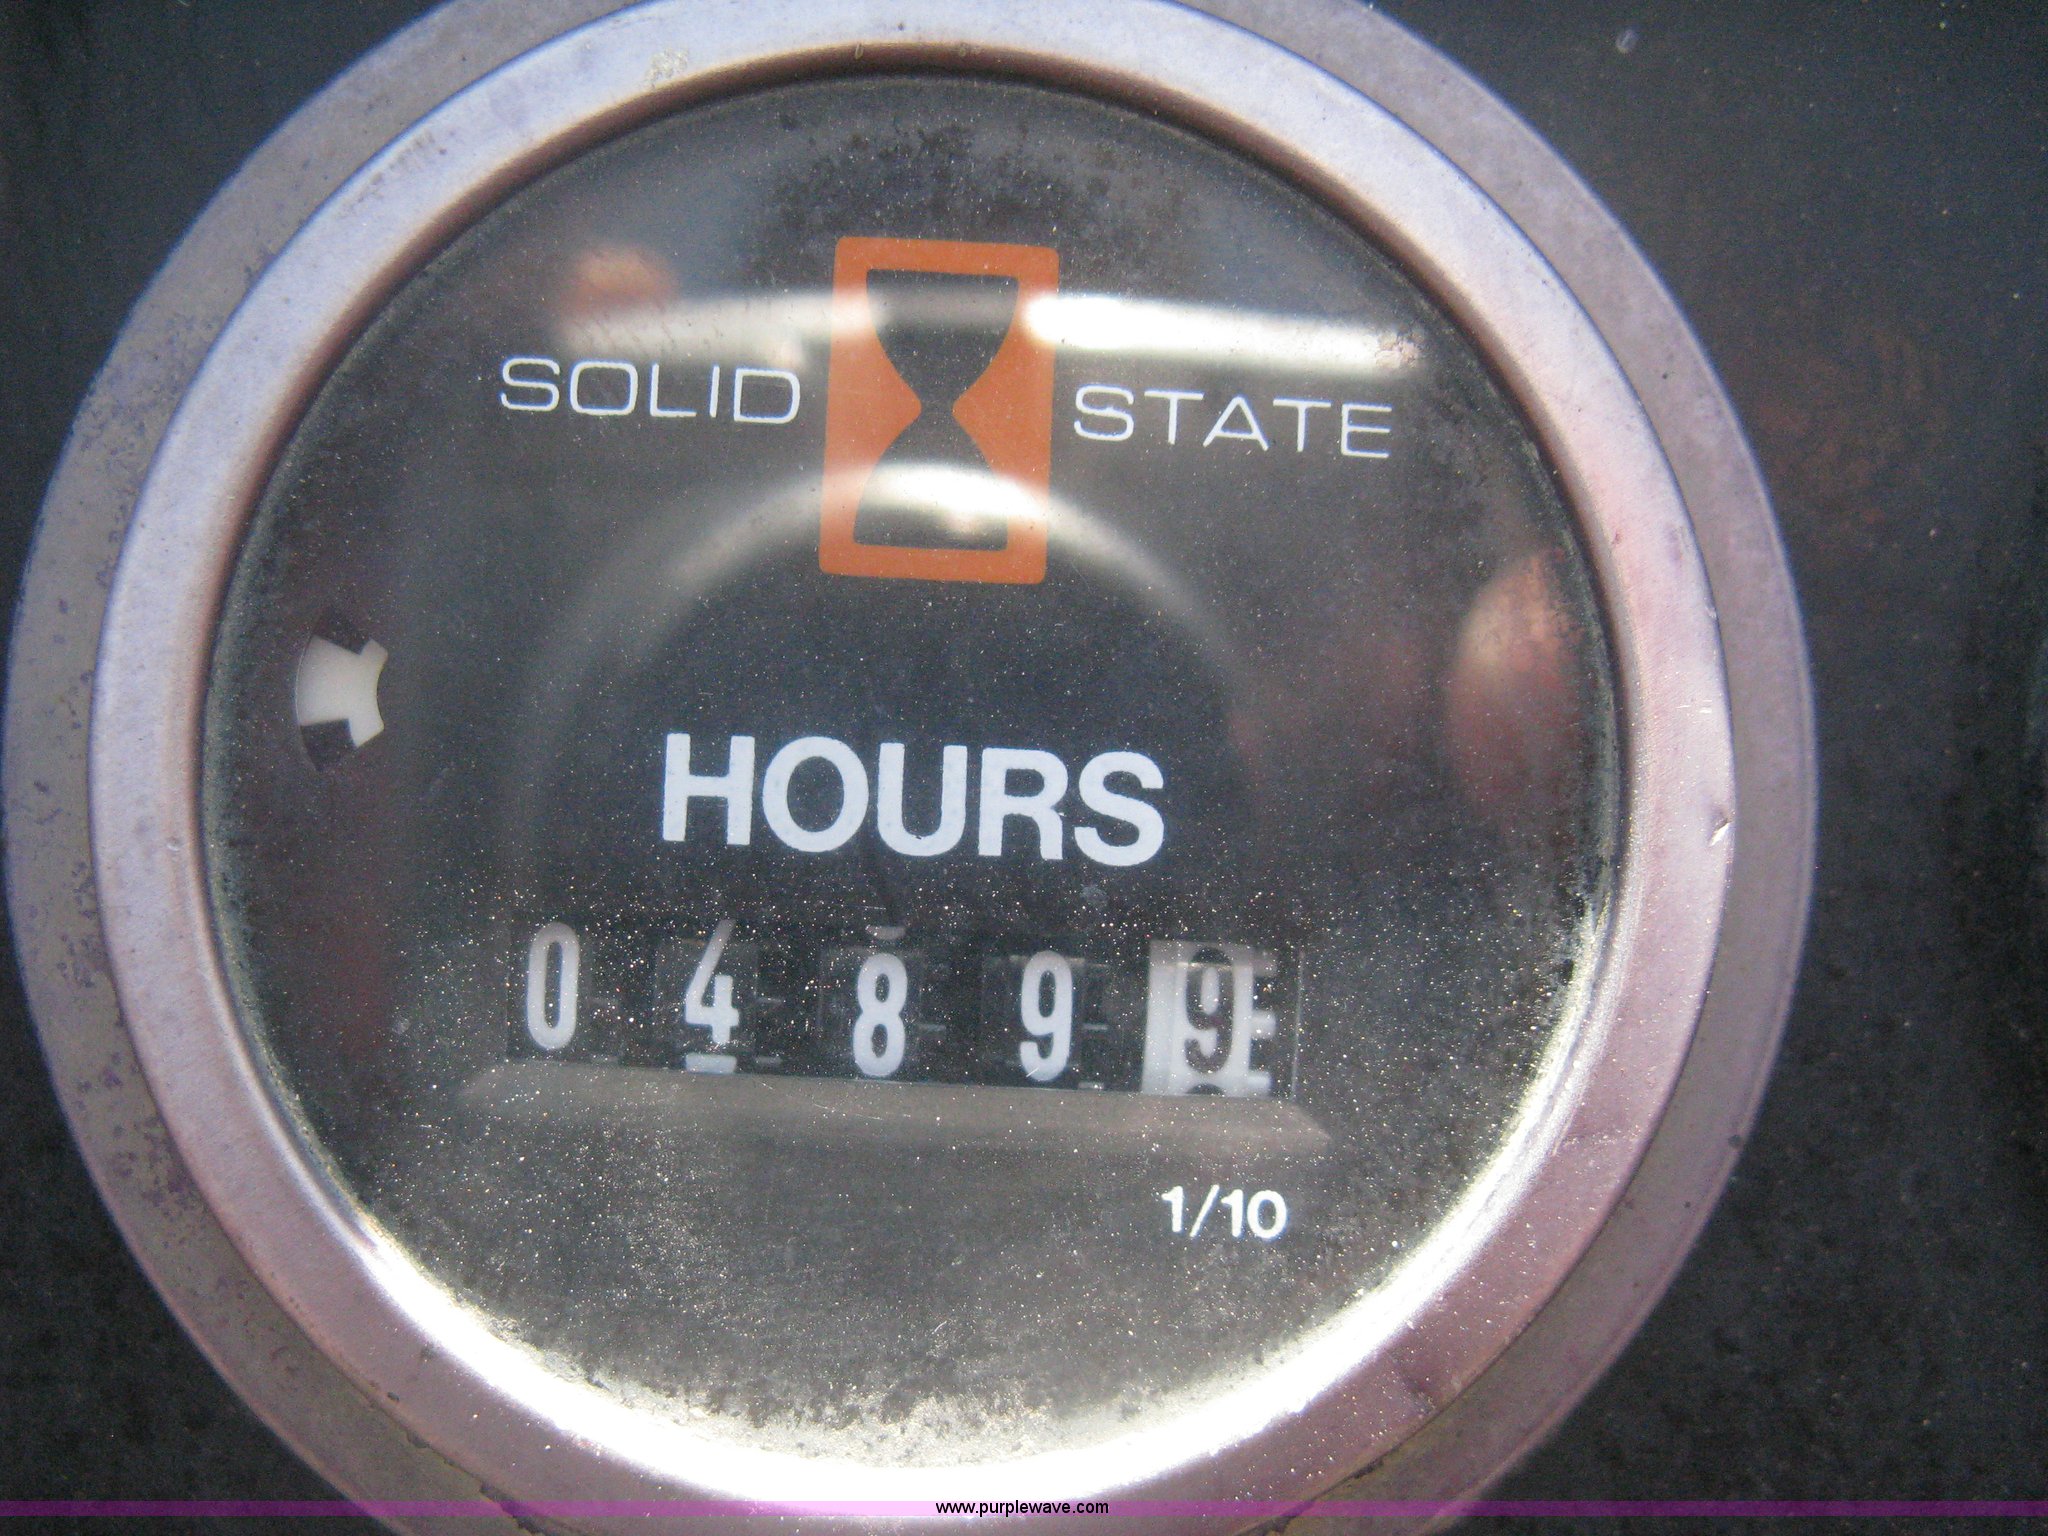 SOLID STATE
HOURS
0 4 8 9 9
1/10
www.purplewave.com